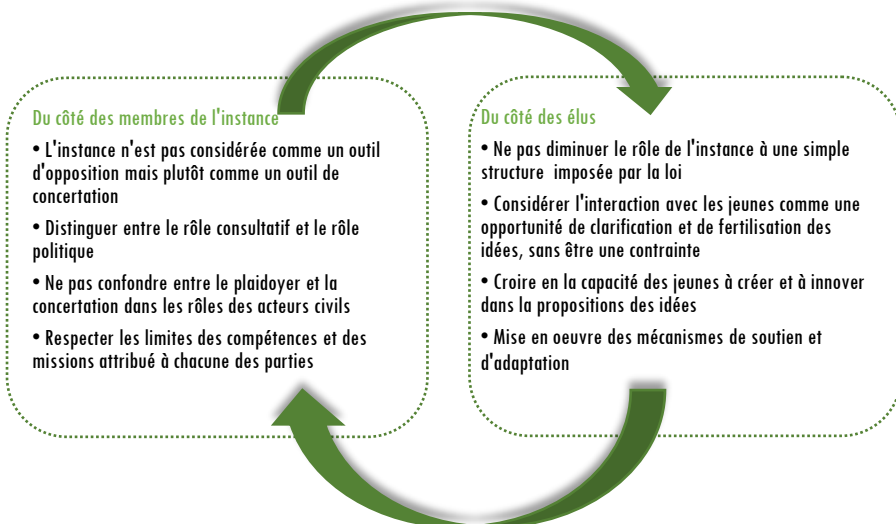 Du côté des membres de l'instance
• L'instance n'est pas considérée comme un outil
d'opposition mais plutôt comme un outil de
concertation
• Distinguer entre le rôle consultatif et le rôle
politique
• Ne pas confondre entre le plaidoyer et la
concertation dans les rôles des acteurs civils
• Respecter les limites des compétences et des
missions attribué à chacune des parties
Du côté des élus
• Ne pas diminuer le rôle de l'instance à une simple
structure imposée par la loi
• Considérer l'interaction avec les jeunes comme une
opportunité de clarification et de fertilisation des
idées, sans être une contrainte
• Croire en la capacité des jeunes à créer et à innover
dans la propositions des idées
• Mise en oeuvre des mécanismes de soutien et
d'adaptation